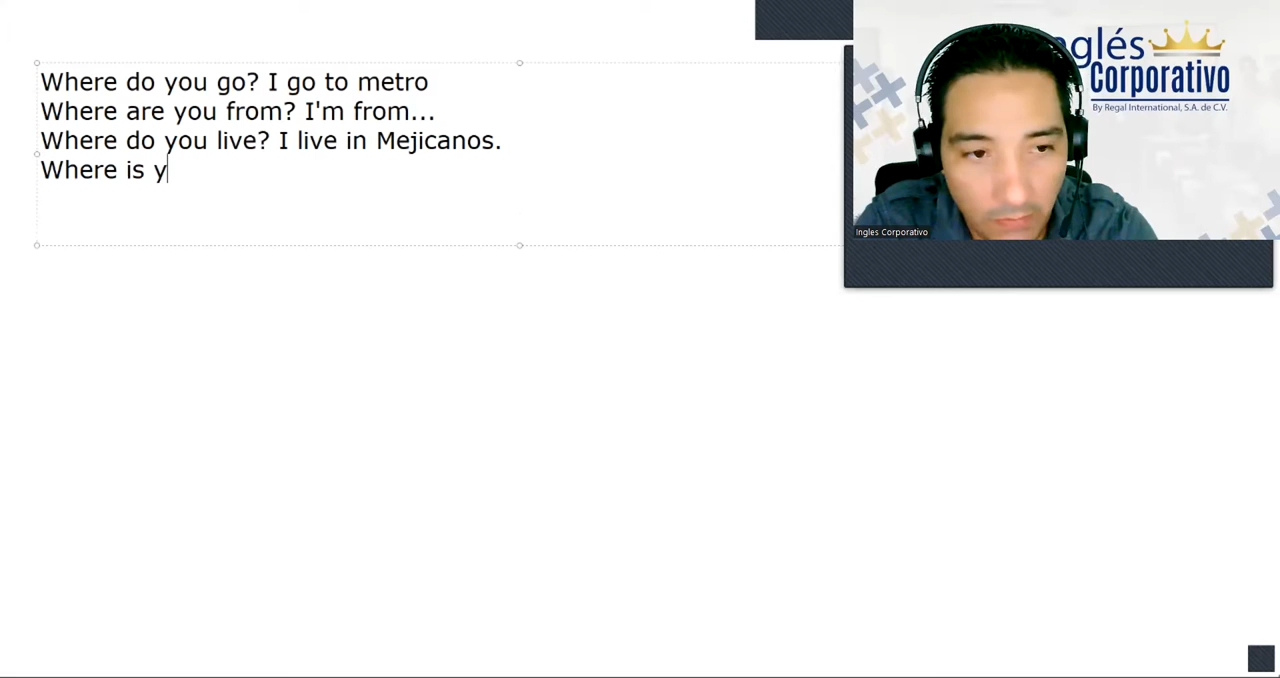 Where do you go? I go to metro
Where are you from? I'm from...
Where do you live? I live in Mejicanos.
Where is y
nglés
Corporativo
By Regal International, S.A. de C.V.
Ingles Corporativo